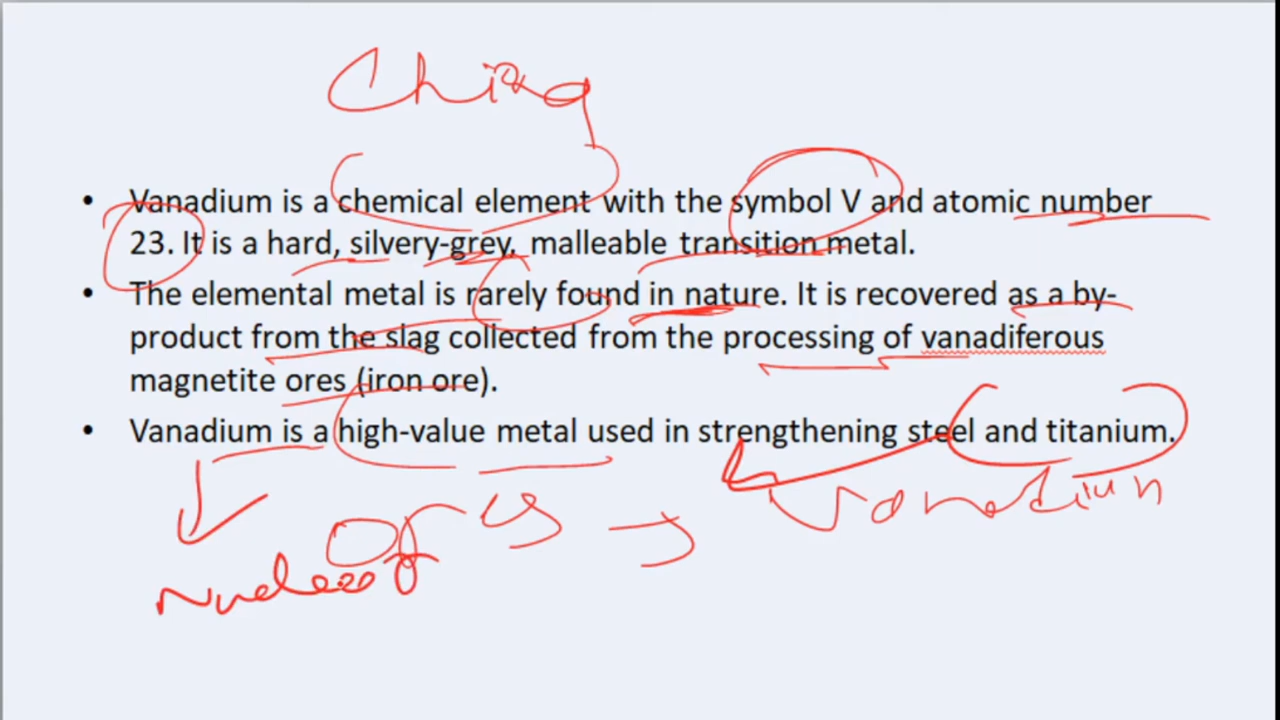 China
• Vanadium is a chemical element with the symbol V and atomic number
23. It is a hard, silvery-grey, malleable transition metal.
• The elemental metal is rarely found in nature. It is recovered as a by-
product from the slag collected from the processing of vanadiferous
magnetite ores (iron ore).
• Vanadium is a high-value metal used in strengthening steel and titanium.
Vanadium